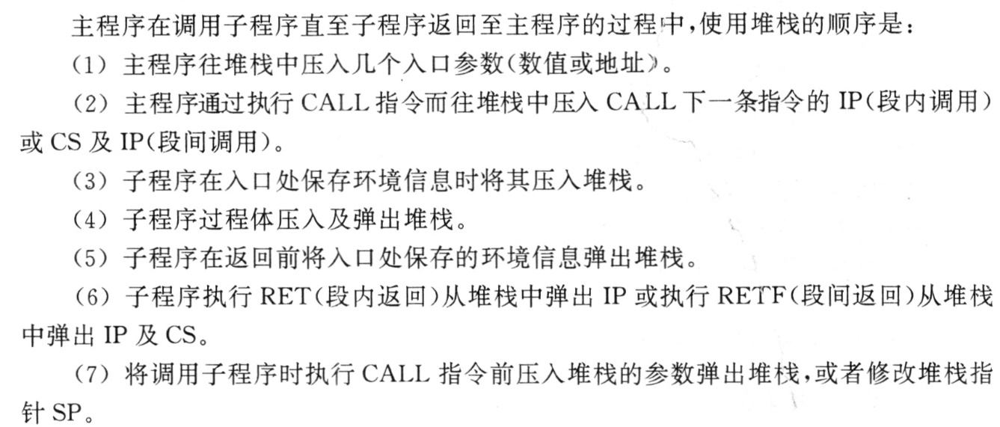 主程序在调用子程序直至子程序返回至主程序的过程中,使用堆栈的顺序是:
(1) 主程序往堆栈中压入几个入口参数(数值或地址)。
(2) 主程序通过执行 CALL 指令而往堆栈中压入 CALL 下一条指令的 IP(段内调用)
或 CS 及 IP(段间调用)。
(3) 子程序在入口处保存环境信息时将其压入堆栈。
(4) 子程序过程体压入及弹出堆栈。
(5) 子程序在返回前将入口处保存的环境信息弹出堆栈。
(6) 子程序执行 RET(段内返回)从堆栈中弹出 IP 或执行 RETF(段间返回)从堆栈
中弹出 IP 及 CS。
(7) 将调用子程序时执行 CALL 指令前压入堆栈的参数弹出堆栈,或者修改堆栈指
针 SP。